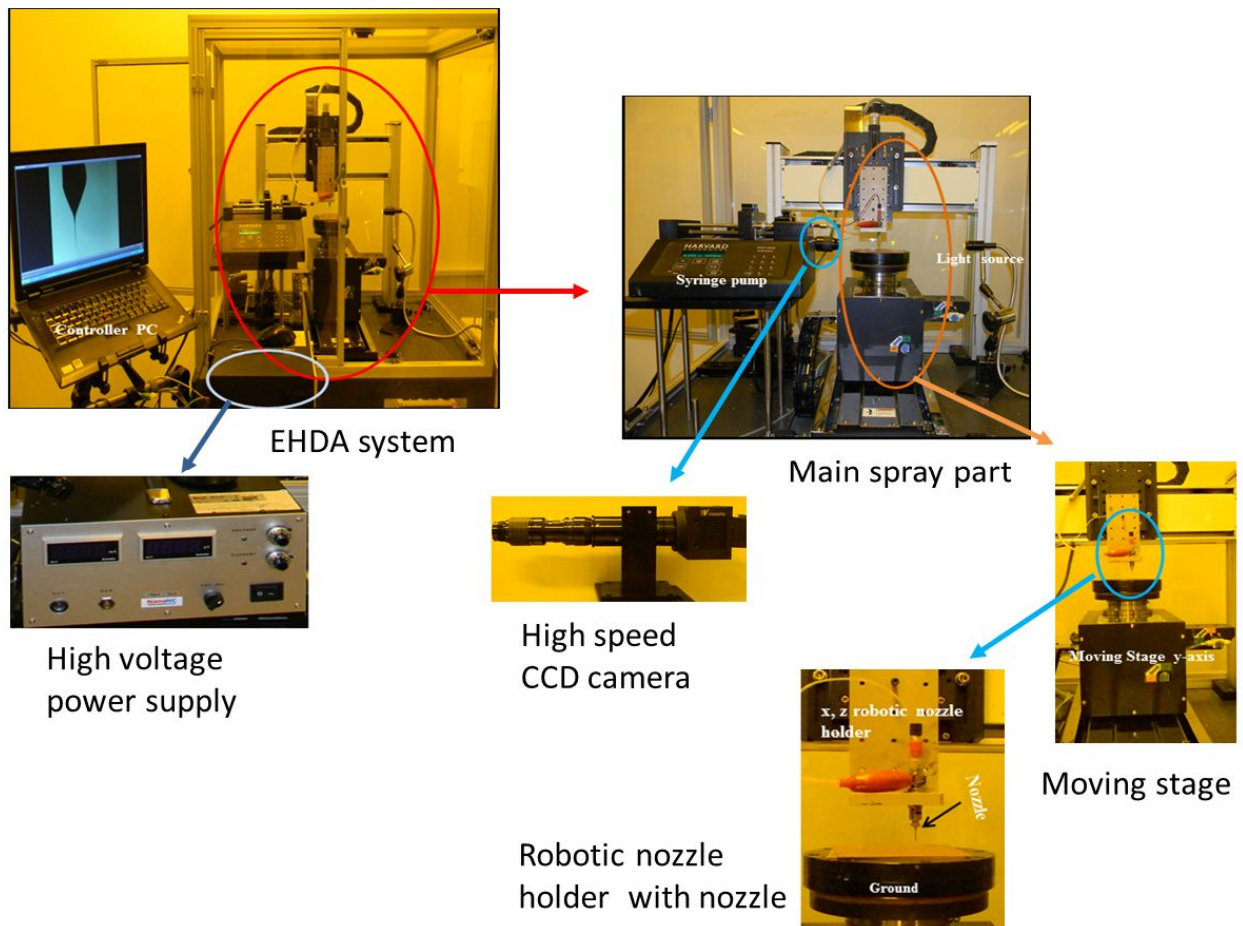 Controller PC
HARVARD
Syringe pump
Light source
EHDA system
Main spray part
High voltage
power supply
High speed
CCD camera
Moving Stage y-axis
x, z robotic nozzle
holder
Nozzle
Moving stage
Robotic nozzle
holder with nozzle
Ground